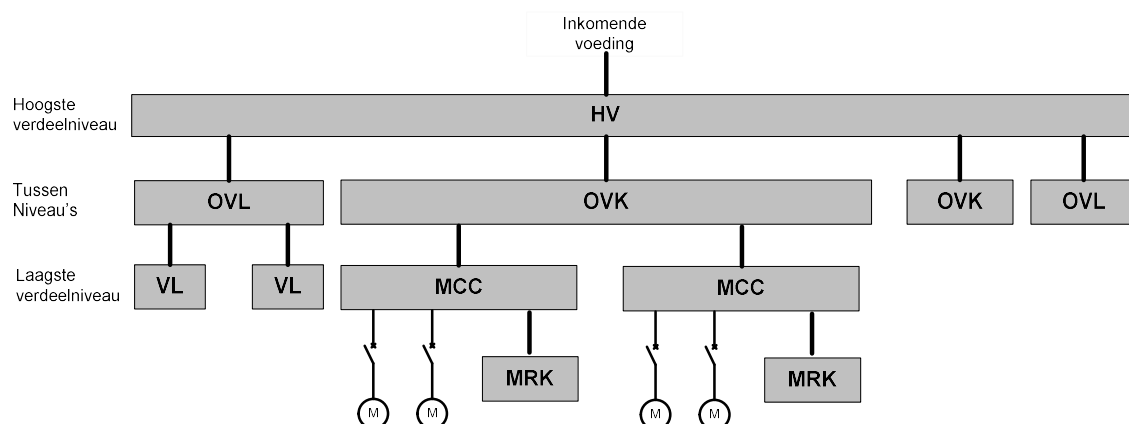 Inkomende
voeding
Hoogste
verdeelniveau
HV
Tussen
Niveau's
OVL
OVK
OVK
OVL
Laagste
verdeelniveau
VL
VL
MCC
MCC
MRK
MRK
M
M
M
M